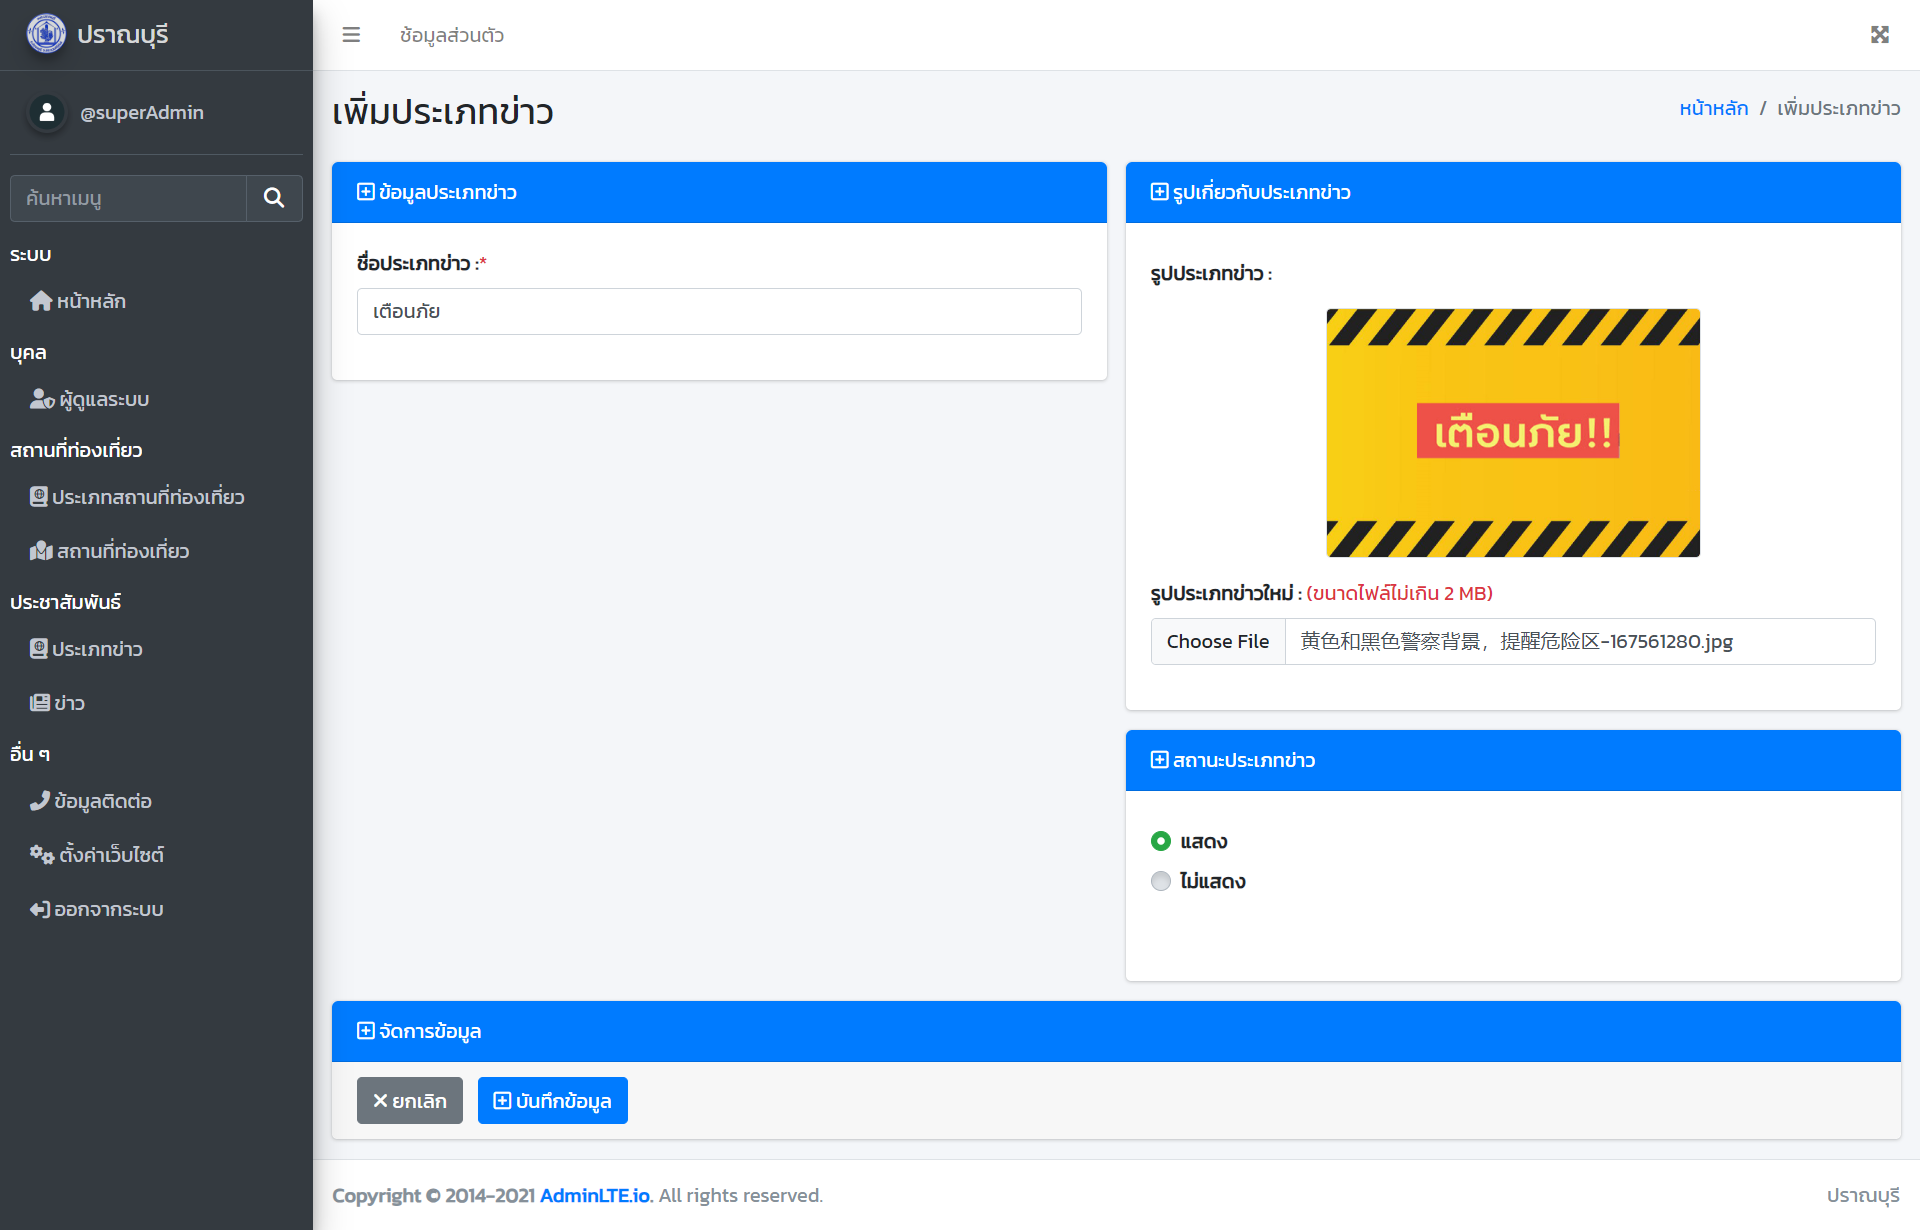 ปราณบุรี
@superAdmin
ค้นหาเมนู
ระบบ
หน้าหลัก
บุคล
ผู้ดูแลระบบ
สถานที่ท่องเที่ยว
ประเภทสถานที่ท่องเที่ยว
สถานที่ท่องเที่ยว
ประชาสัมพันธ์
ประเภทข่าว
ข่าว
อื่น ๆ
ข้อมูลติดต่อ
ตั้งค่าเว็บไซต์
ออกจากระบบ
ข้อมูลส่วนตัว
เพิ่มประเภทข่าว
หน้าหลัก / เพิ่มประเภทข่าว
ข้อมูลประเภทข่าว
ชื่อประเภทข่าว :*
เตือนภัย
รูปเกี่ยวกับประเภทข่าว
รูปประเภทข่าว :
เตือนภัย!!
รูปประเภทข่าวใหม่ : (ขนาดไฟล์ไม่เกิน 2 MB)
Choose File 黄色和黑色警察背景，提醒危险区-167561280.jpg
สถานะประเภทข่าว
แสดง
ไม่แสดง
จัดการข้อมูล
ยกเลิก บันทึกข้อมูล
Copyright © 2014-2021 AdminLTE.io. All rights reserved.
ปราณบุรี